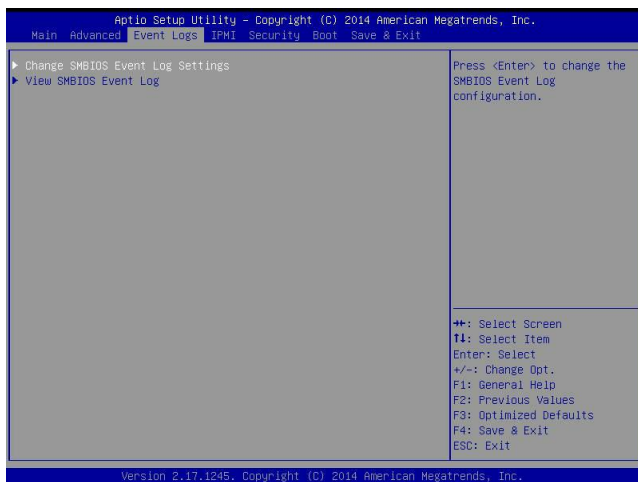 Aptio Setup Utility – Copyright (C) 2014 American Megatrends, Inc.
Main Advanced Event Logs IPMI Security Boot Save & Exit
▶ Change SMBIOS Event Log Settings
▶ View SMBIOS Event Log
Press <Enter> to change the
SMBIOS Event Log
configuration.
→←: Select Screen
↑↓: Select Item
Enter: Select
+/-: Change Opt.
F1: General Help
F2: Previous Values
F3: Optimized Defaults
F4: Save & Exit
ESC: Exit
Version 2.17.1245. Copyright (C) 2014 American Megatrends, Inc.